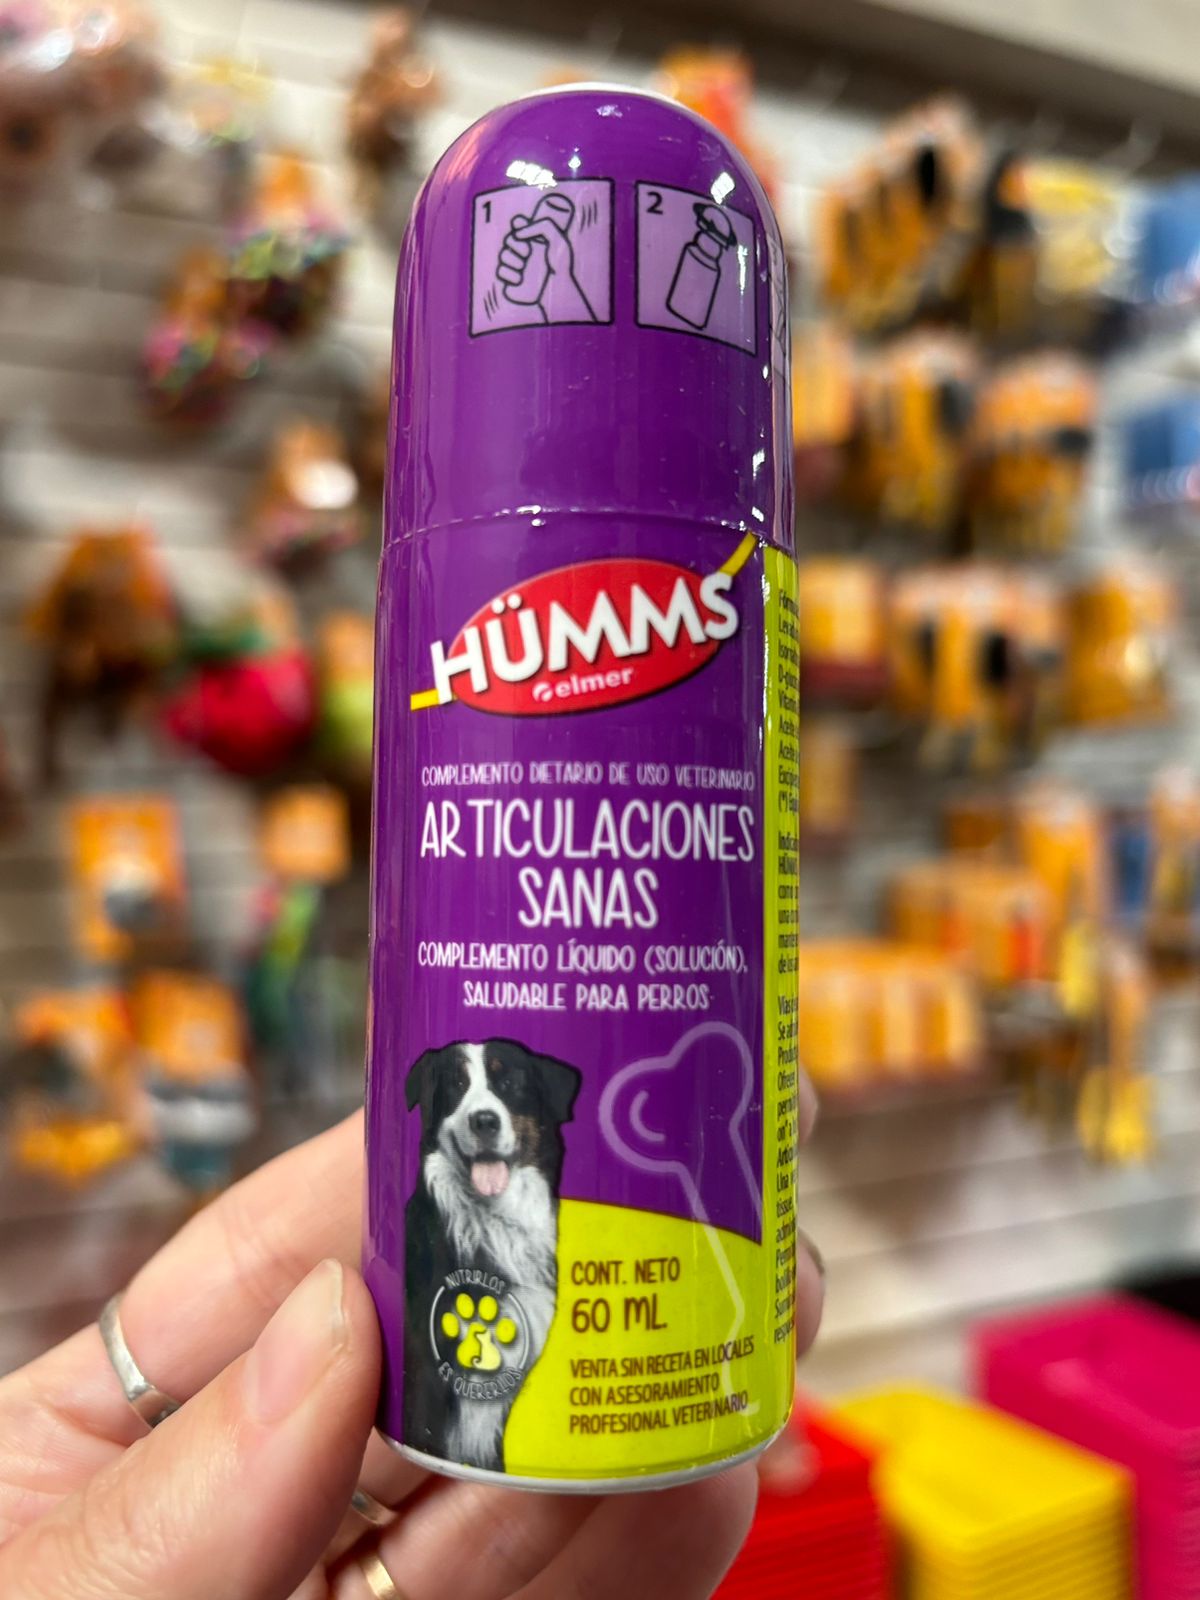 1
2
HÜMMS
elmer
COMPLEMENTO DIETARIO DE USO VETERINARIO
ARTICULACIONES
SANAS
COMPLEMENTO LÍQUIDO (SOLUCIÓN),
SALUDABLE PARA PERROS
NUTRIRLOS
ES QUERERLOS
CONT. NETO
60 ML
VENTA SIN RECETA EN LOCALES
CON ASESORAMIENTO
PROFESIONAL VETERINARIO